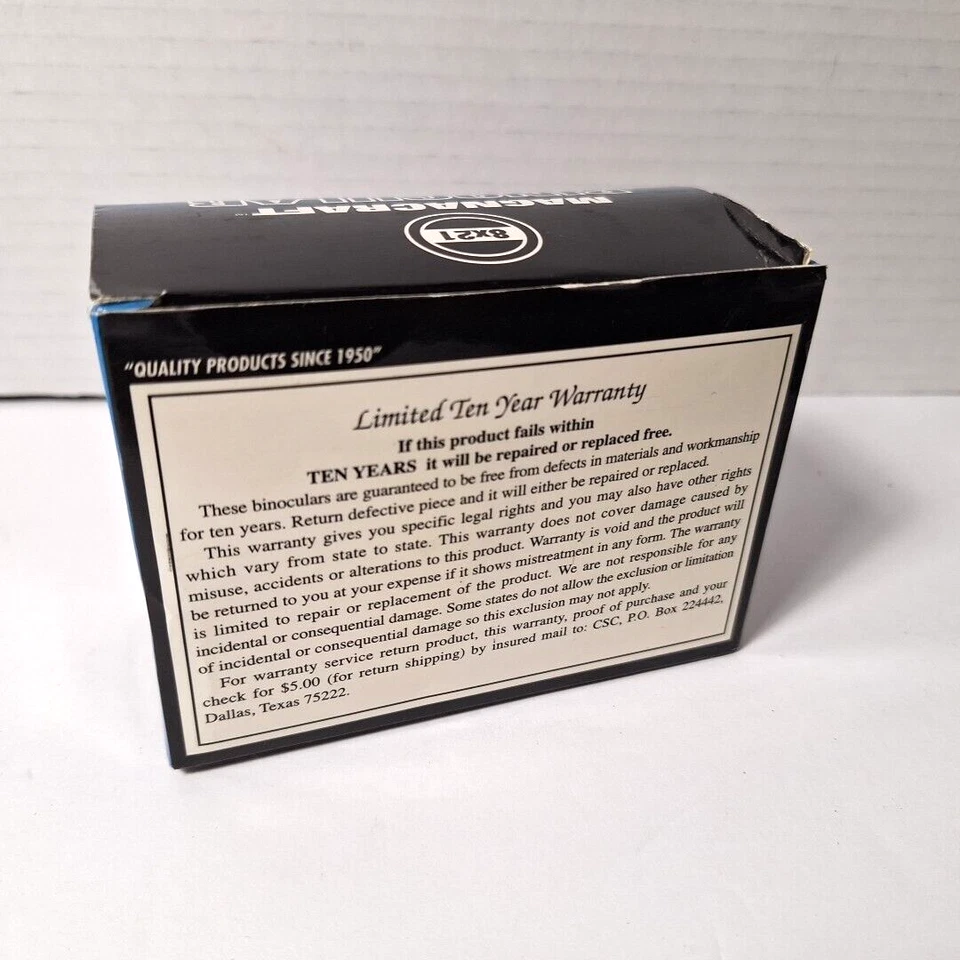 MAGNACRAFT™
8x21
"QUALITY PRODUCTS SINCE 1950"
Limited Ten Year Warranty
If this product fails within
TEN YEARS it will be repaired or replaced free.
These binoculars are guaranteed to be free from defects in materials and workmanship
for ten years. Return defective piece and it will either be repaired or replaced.
This warranty gives you specific legal rights and you may also have other rights
which vary from state to state. This warranty does not cover damage caused by
misuse, accidents or alterations to this product. Warranty is void and the product will
be returned to you at your expense if it shows mistreatment in any form. The warranty
is limited to repair or replacement of the product. We are not responsible for any
incidental or consequential damage. Some states do not allow the exclusion or limitation
of incidental or consequential damage so this exclusion may not apply.
For warranty service return product, this warranty, proof of purchase and your
check for $5.00 (for return shipping) by insured mail to: CSC, P.O. Box 224442,
Dallas, Texas 75222.